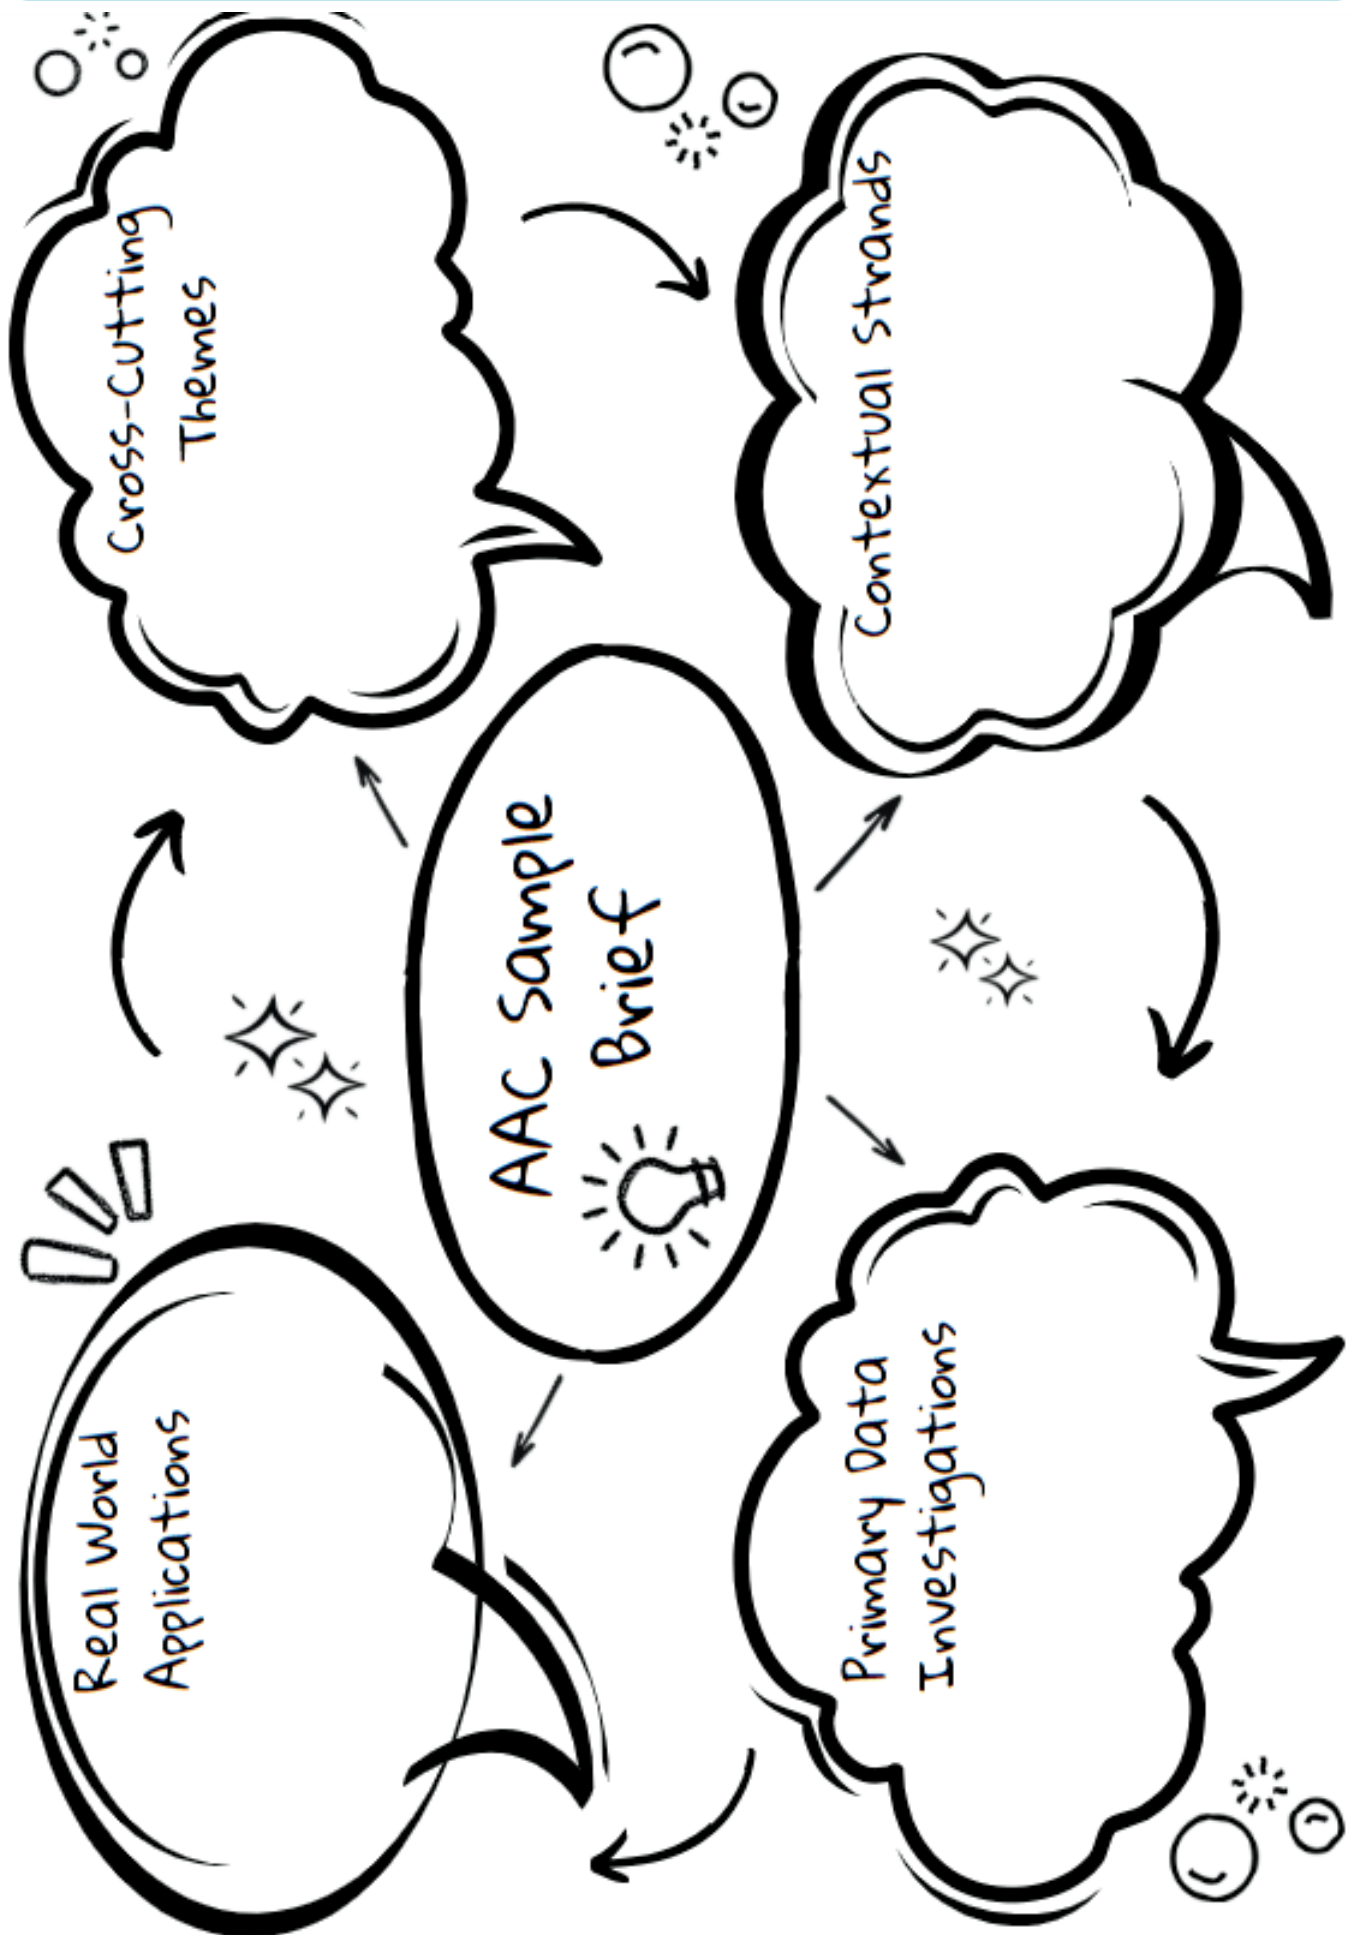 Real World
Applications
Cross-Cutting
Themes
AAC Sample
Brief
Primary Data
Investigations
Contextual Strands